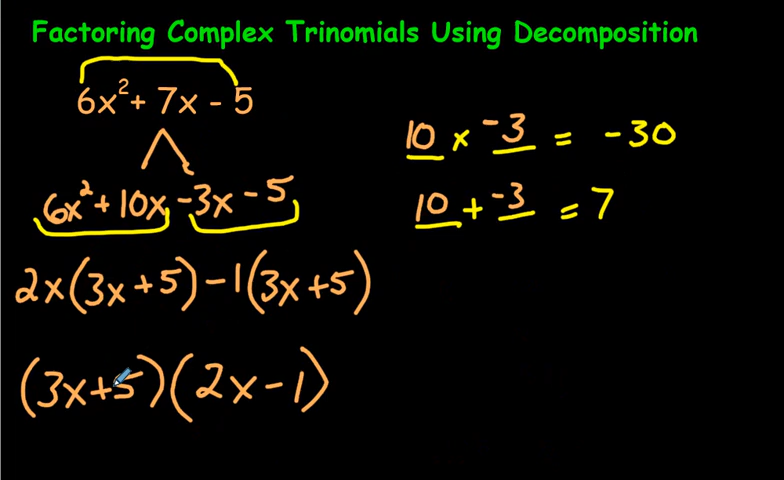 Factoring Complex Trinomials Using Decomposition
6x² + 7x - 5
10 × -3 = -30
6x² + 10x - 3x - 5
10 + -3 = 7
2x(3x+5) - 1(3x+5)
(3x+5)(2x-1)